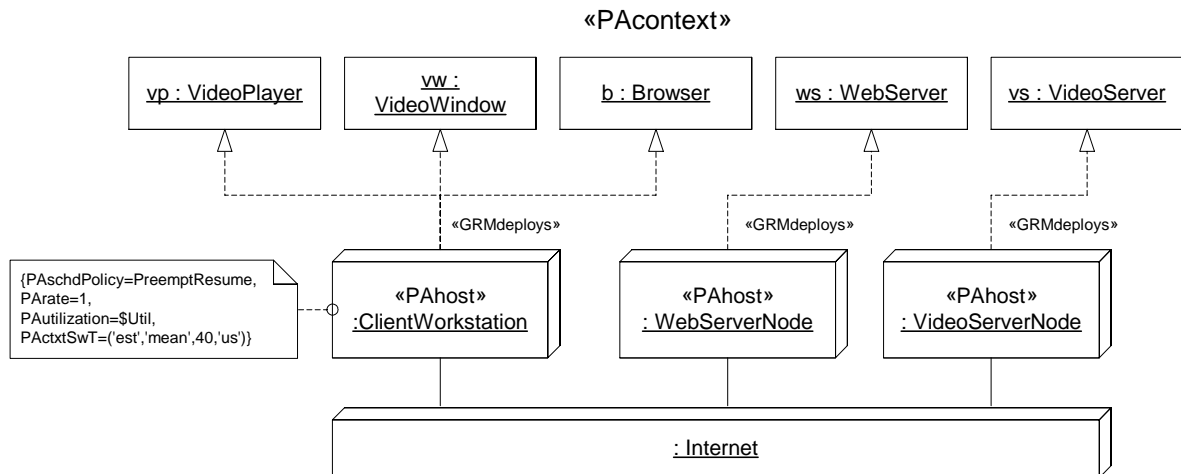 «PAcontext»
vp : VideoPlayer
vw :
VideoWindow
b : Browser
ws : WebServer
vs : VideoServer
«GRMdeploys»
«GRMdeploys»
«GRMdeploys»
{PAschdPolicy=PreemptResume,
PArate=1,
PAutilization=$Util,
PActxtSwT=('est','mean',40,'us')}
«PAhost»
:ClientWorkstation
«PAhost»
: WebServerNode
«PAhost»
: VideoServerNode
: Internet